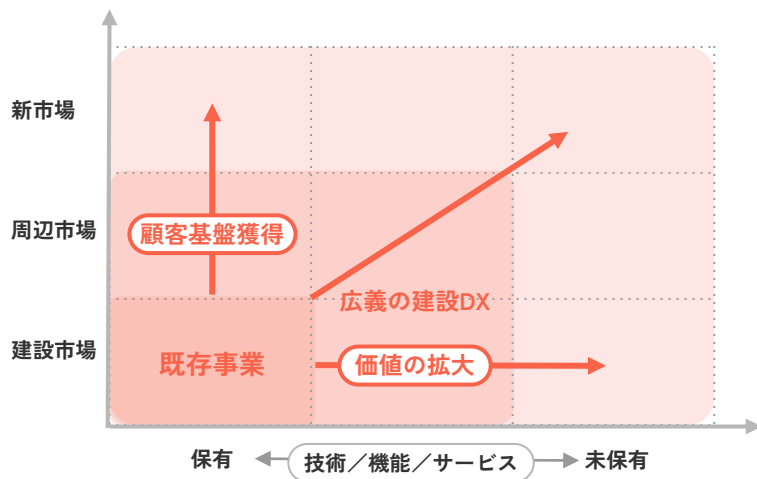 新市場
周辺市場
顧客基盤獲得
広義の建設DX
建設市場
既存事業
価値の拡大
保有
技術／機能／サービス
未保有